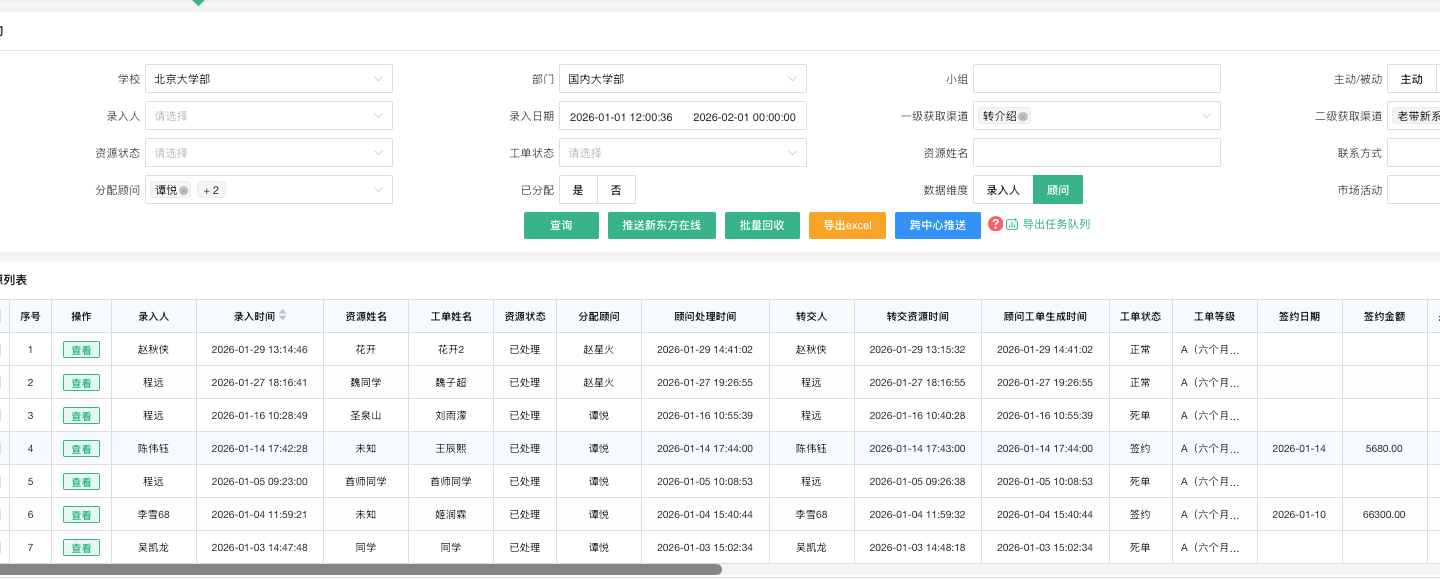 学校 北京大学部 部门 国内大学部 小组 主动/被动 主动
录入人 请选择 录入日期 2026-01-01 12:00:36 2026-02-01 00:00:00 一级获取渠道 转介绍 二级获取渠道 老带新系
资源状态 请选择 工单状态 请选择 资源姓名 联系方式
分配顾问 谭悦 + 2 已分配 是 否 数据维度 录入人 顾问 市场活动
查询 推送新东方在线 批量回收 导出excel 跨中心推送 ? 导出任务队列
列表
序号 操作 录入人 录入时间 资源姓名 工单姓名 资源状态 分配顾问 顾问处理时间 转交人 转交资源时间 顾问工单生成时间 工单状态 工单等级 签约日期 签约金额
1 查看 赵秋侠 2026-01-29 13:14:46 花开 花开2 已处理 赵星火 2026-01-29 14:41:02 赵秋侠 2026-01-29 13:15:32 2026-01-29 14:41:02 正常 A（六个月...
2 查看 程远 2026-01-27 18:16:41 魏同学 魏子超 已处理 赵星火 2026-01-27 19:26:55 程远 2026-01-27 18:16:55 2026-01-27 19:26:55 正常 A（六个月...
3 查看 程远 2026-01-16 10:28:49 圣泉山 刘雨濛 已处理 谭悦 2026-01-16 10:55:39 程远 2026-01-16 10:40:28 2026-01-16 10:55:39 死单 A（六个月...
4 查看 陈伟钰 2026-01-14 17:42:28 未知 王辰熙 已处理 谭悦 2026-01-14 17:44:00 陈伟钰 2026-01-14 17:43:00 2026-01-14 17:44:00 签约 A（六个月... 2026-01-14 5680.00
5 查看 程远 2026-01-05 09:23:00 首师同学 首师同学 已处理 谭悦 2026-01-05 10:08:53 程远 2026-01-05 09:26:38 2026-01-05 10:08:53 死单 A（六个月...
6 查看 李雪68 2026-01-04 11:59:21 未知 姬润霖 已处理 谭悦 2026-01-04 15:40:44 李雪68 2026-01-04 11:59:32 2026-01-04 15:40:44 签约 A（六个月... 2026-01-10 66300.00
7 查看 吴凯龙 2026-01-03 14:47:48 同学 同学 已处理 谭悦 2026-01-03 15:02:34 吴凯龙 2026-01-03 14:48:18 2026-01-03 15:02:34 死单 A（六个月...